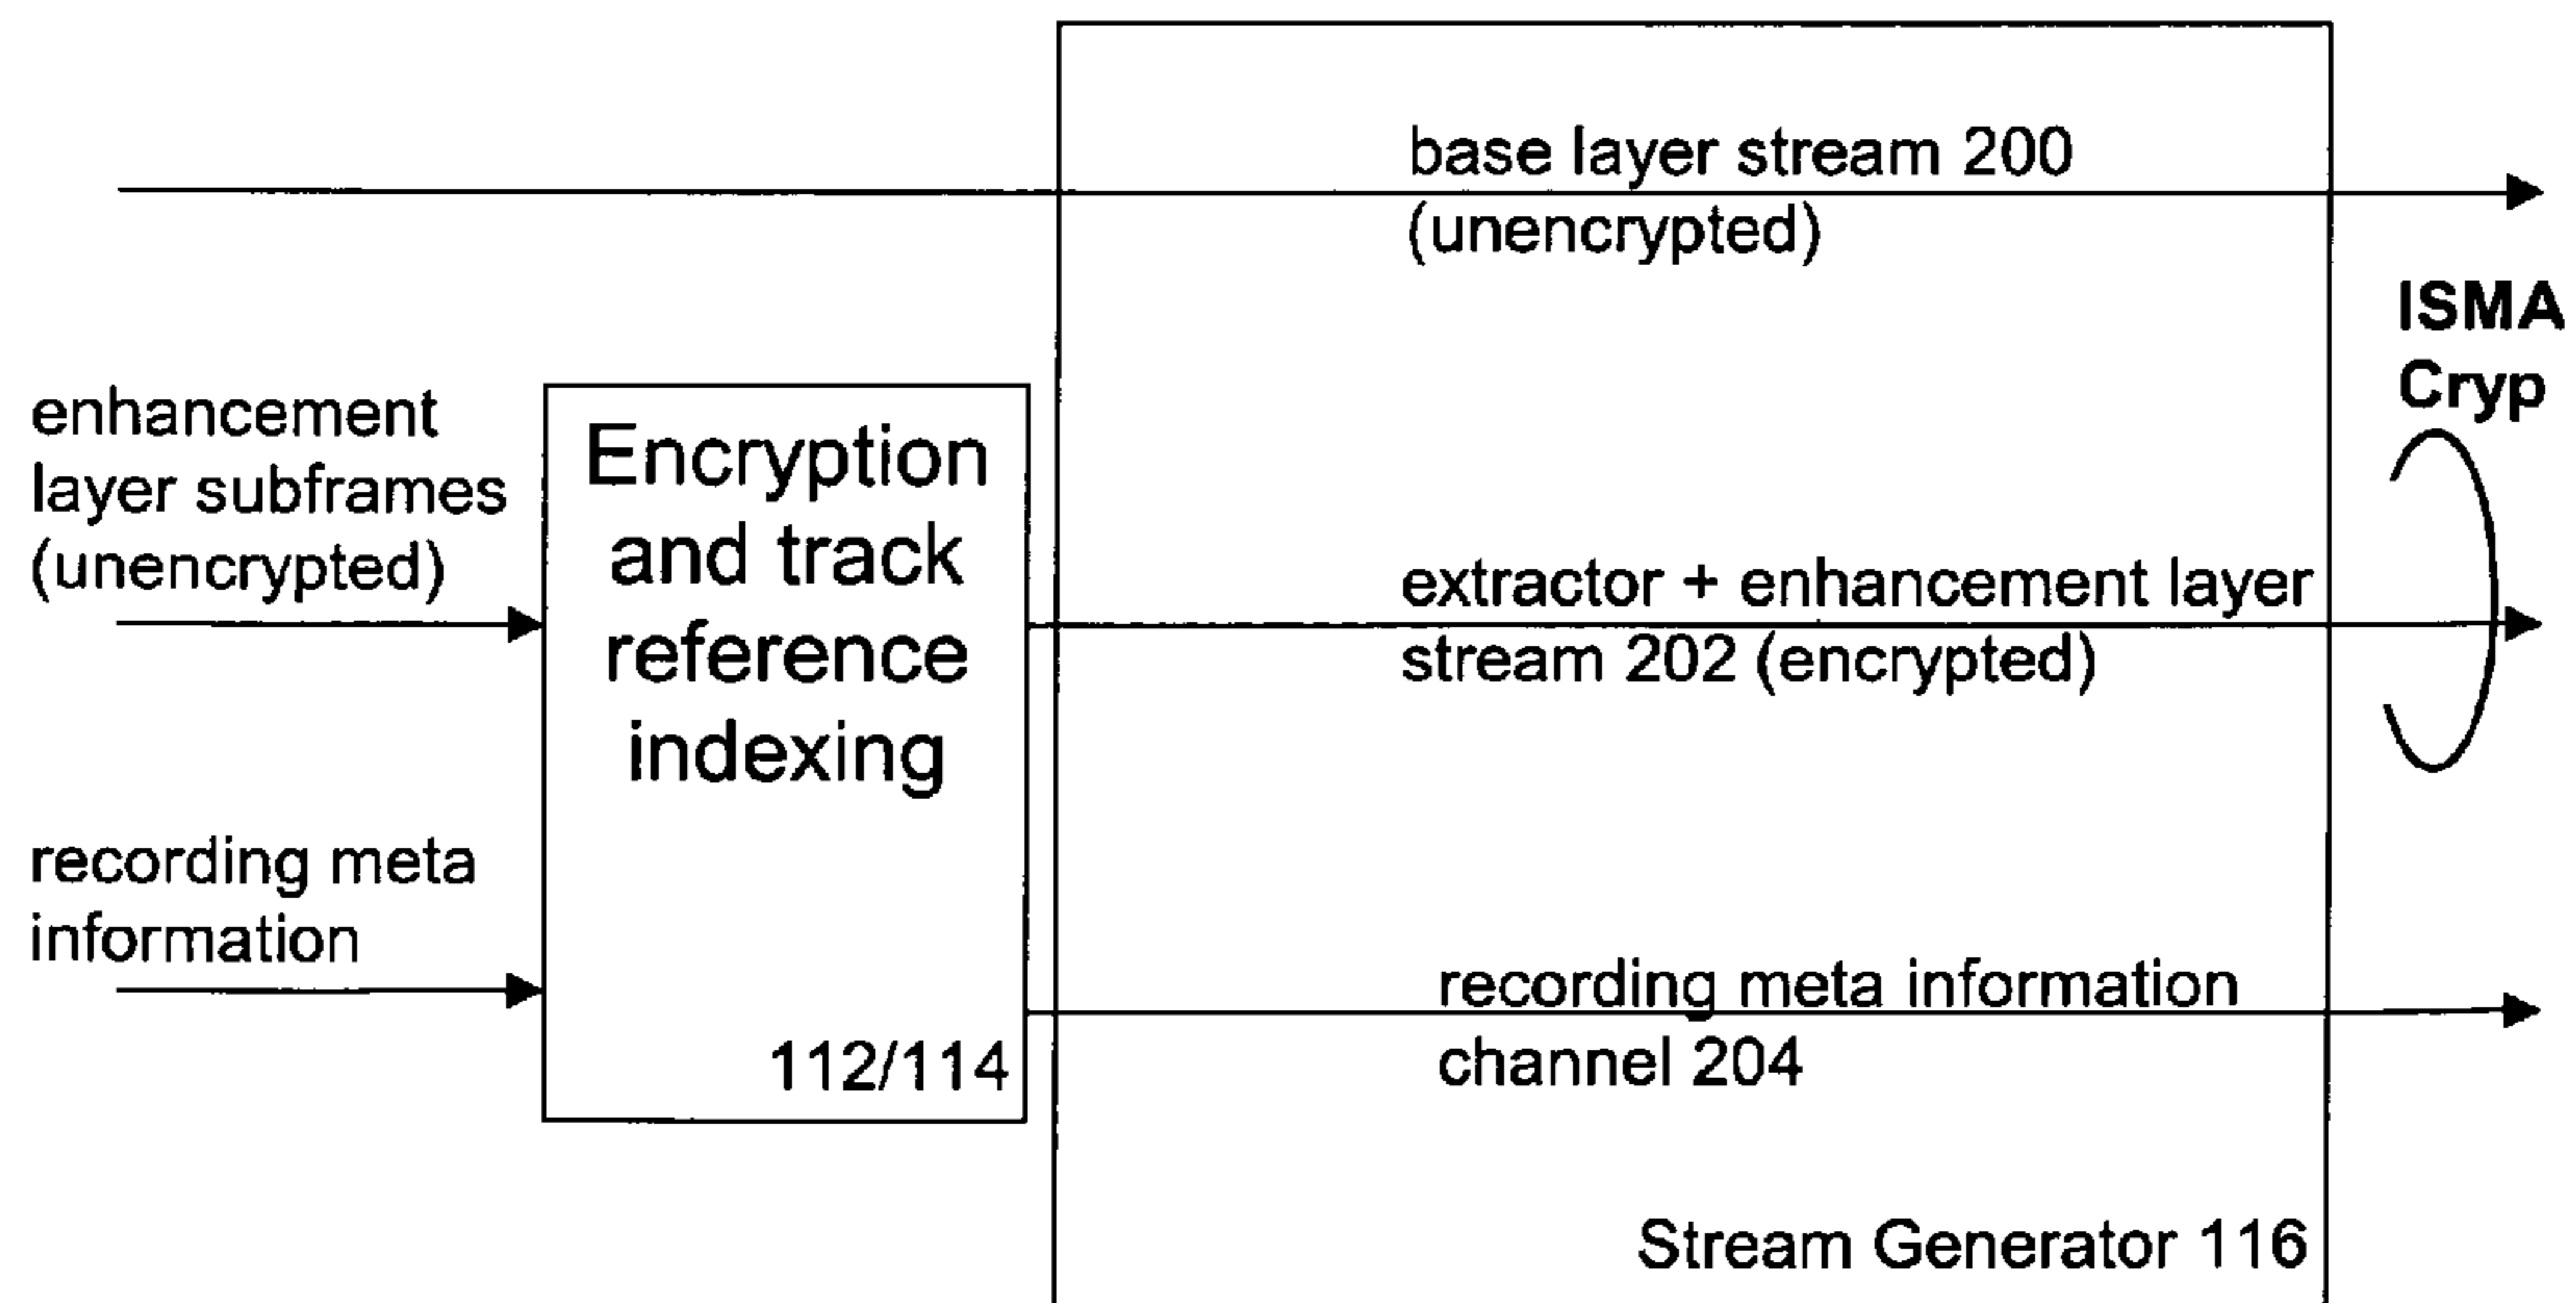 base layer stream 200
(unencrypted)
ISMA
Cryp
enhancement
layer subframes
(unencrypted)
Encryption
and track
reference
indexing
extractor + enhancement layer
stream 202 (encrypted)
recording meta
information
recording meta information
channel 204
112/114
Stream Generator 116